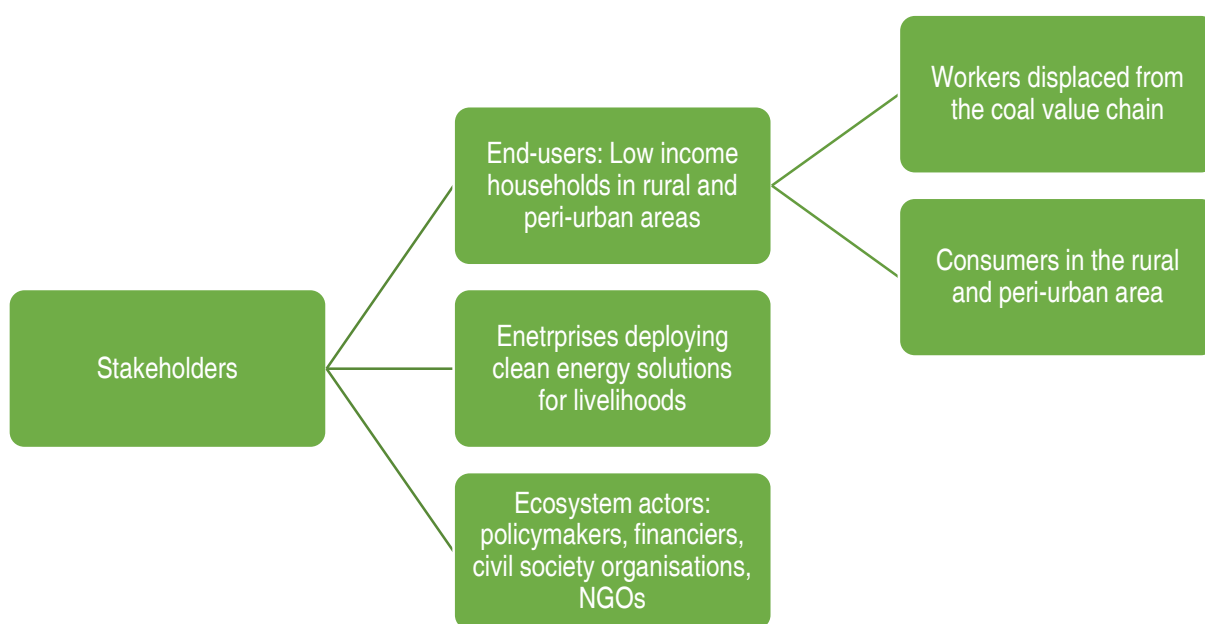 Stakeholders
End-users: Low income
households in rural and
peri-urban areas
Workers displaced from
the coal value chain
Consumers in the rural
and peri-urban area
Enetrprises deploying
clean energy solutions
for livelihoods
Ecosystem actors:
policymakers, financiers,
civil society organisations,
NGOs